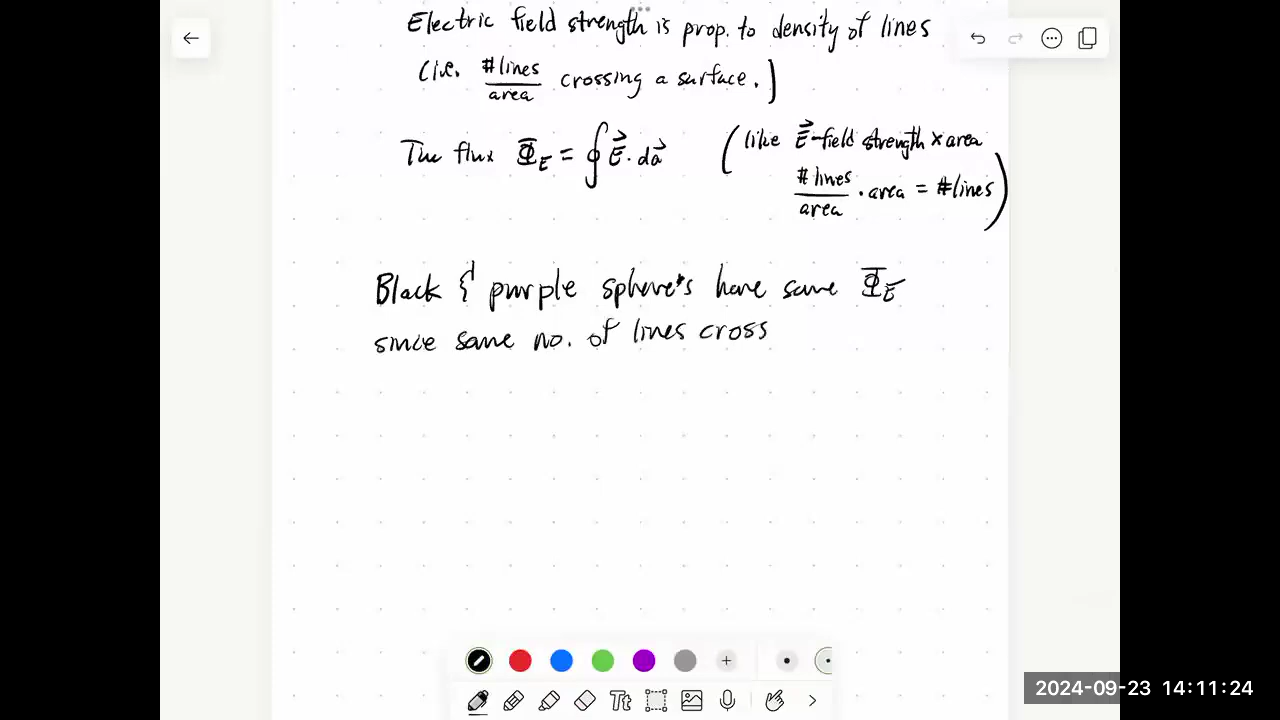 Electric field strength is prop. to density of lines
(i.e. #lines/area crossing a surface.)
The flux Φ_E = ∮ E⃗ · da⃗ (like E⃗-field strength × area
#lines/area · area = #lines)
Black & purple sphere's have same Φ_E
since same no. of lines cross
Tt
2024-09-23 14:11:24